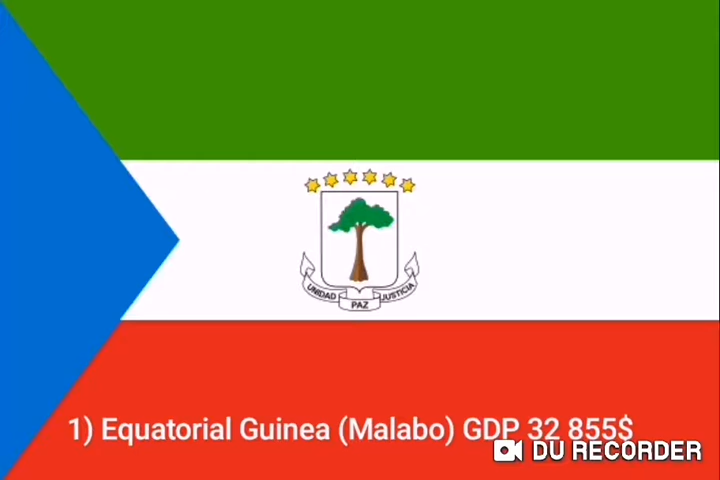 UNIDAD PAZ JUSTICIA
1) Equatorial Guinea (Malabo) GDP 32 855$
DU RECORDER